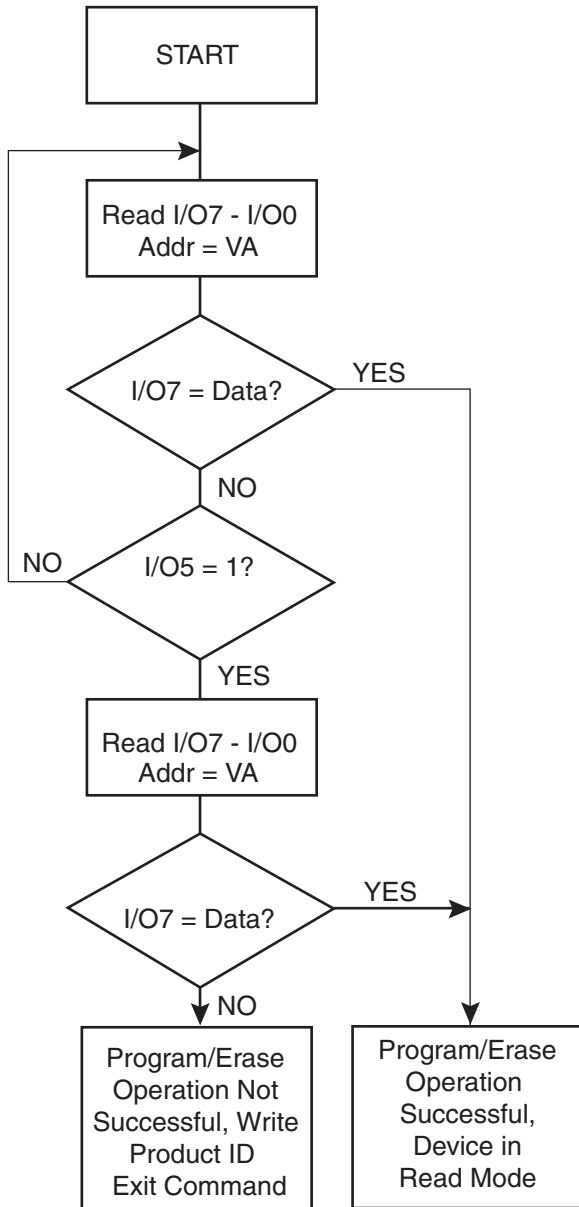 START
Read I/O7 - I/O0
Addr = VA
I/O7 = Data?
YES
NO
I/O5 = 1?
NO
YES
Read I/O7 - I/O0
Addr = VA
I/O7 = Data?
YES
NO
Program/Erase
Operation Not
Successful, Write
Product ID
Exit Command
Program/Erase
Operation
Successful,
Device in
Read Mode